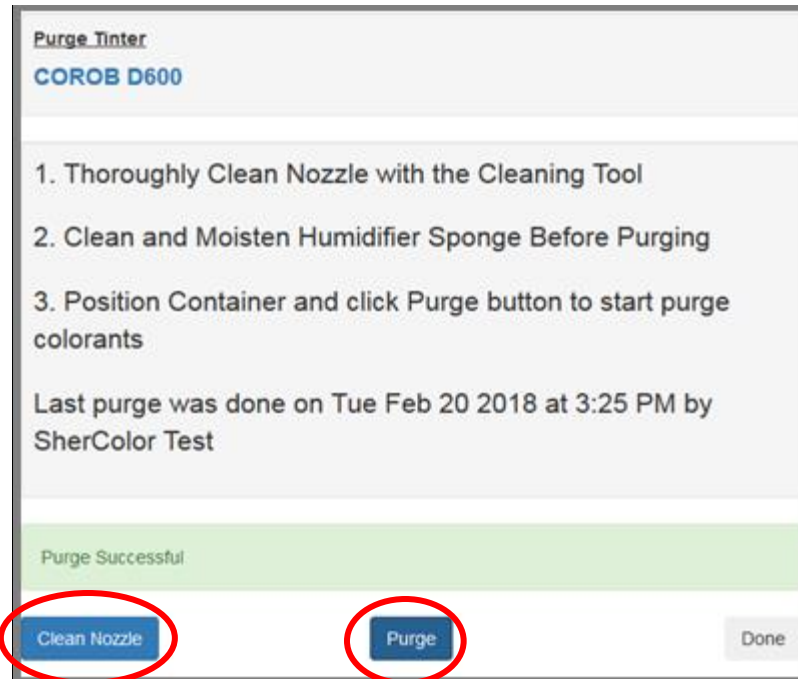 Purge Tinter
COROB D600
1. Thoroughly Clean Nozzle with the Cleaning Tool
2. Clean and Moisten Humidifier Sponge Before Purging
3. Position Container and click Purge button to start purge
colorants
Last purge was done on Tue Feb 20 2018 at 3:25 PM by
SherColor Test
Purge Successful
Clean Nozzle
Purge
Done